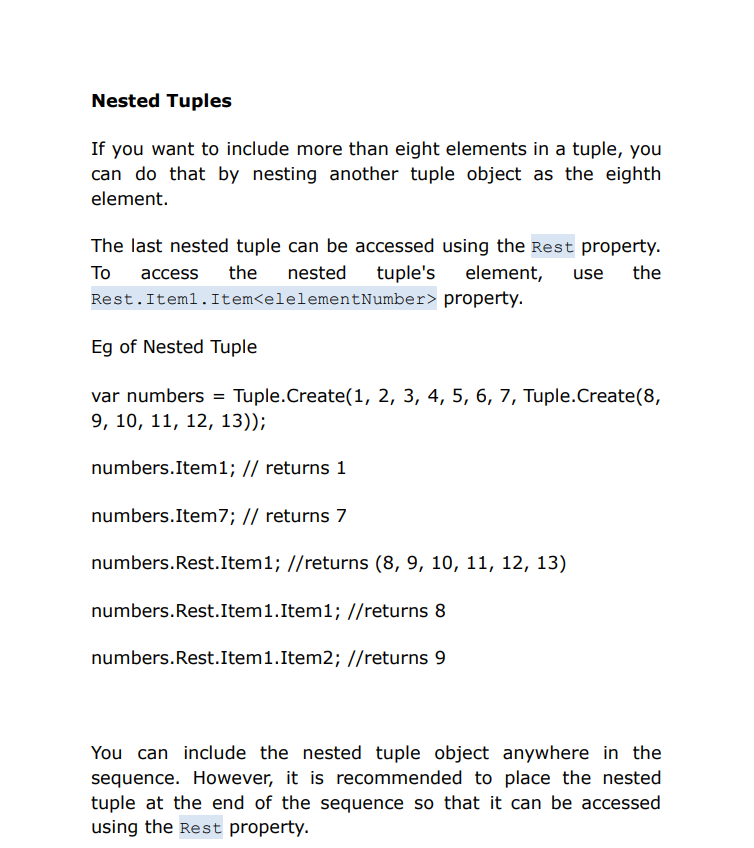 Nested Tuples
If you want to include more than eight elements in a tuple, you
can do that by nesting another tuple object as the eighth
element.
The last nested tuple can be accessed using the Rest property.
To access the nested tuple's element, use the
Rest.Item1.Item<elelementNumber> property.
Eg of Nested Tuple
var numbers = Tuple.Create(1, 2, 3, 4, 5, 6, 7, Tuple.Create(8,
9, 10, 11, 12, 13));
numbers.Item1; // returns 1
numbers.Item7; // returns 7
numbers.Rest.Item1; //returns (8, 9, 10, 11, 12, 13)
numbers.Rest.Item1.Item1; //returns 8
numbers.Rest.Item1.Item2; //returns 9
You can include the nested tuple object anywhere in the
sequence. However, it is recommended to place the nested
tuple at the end of the sequence so that it can be accessed
using the Rest property.